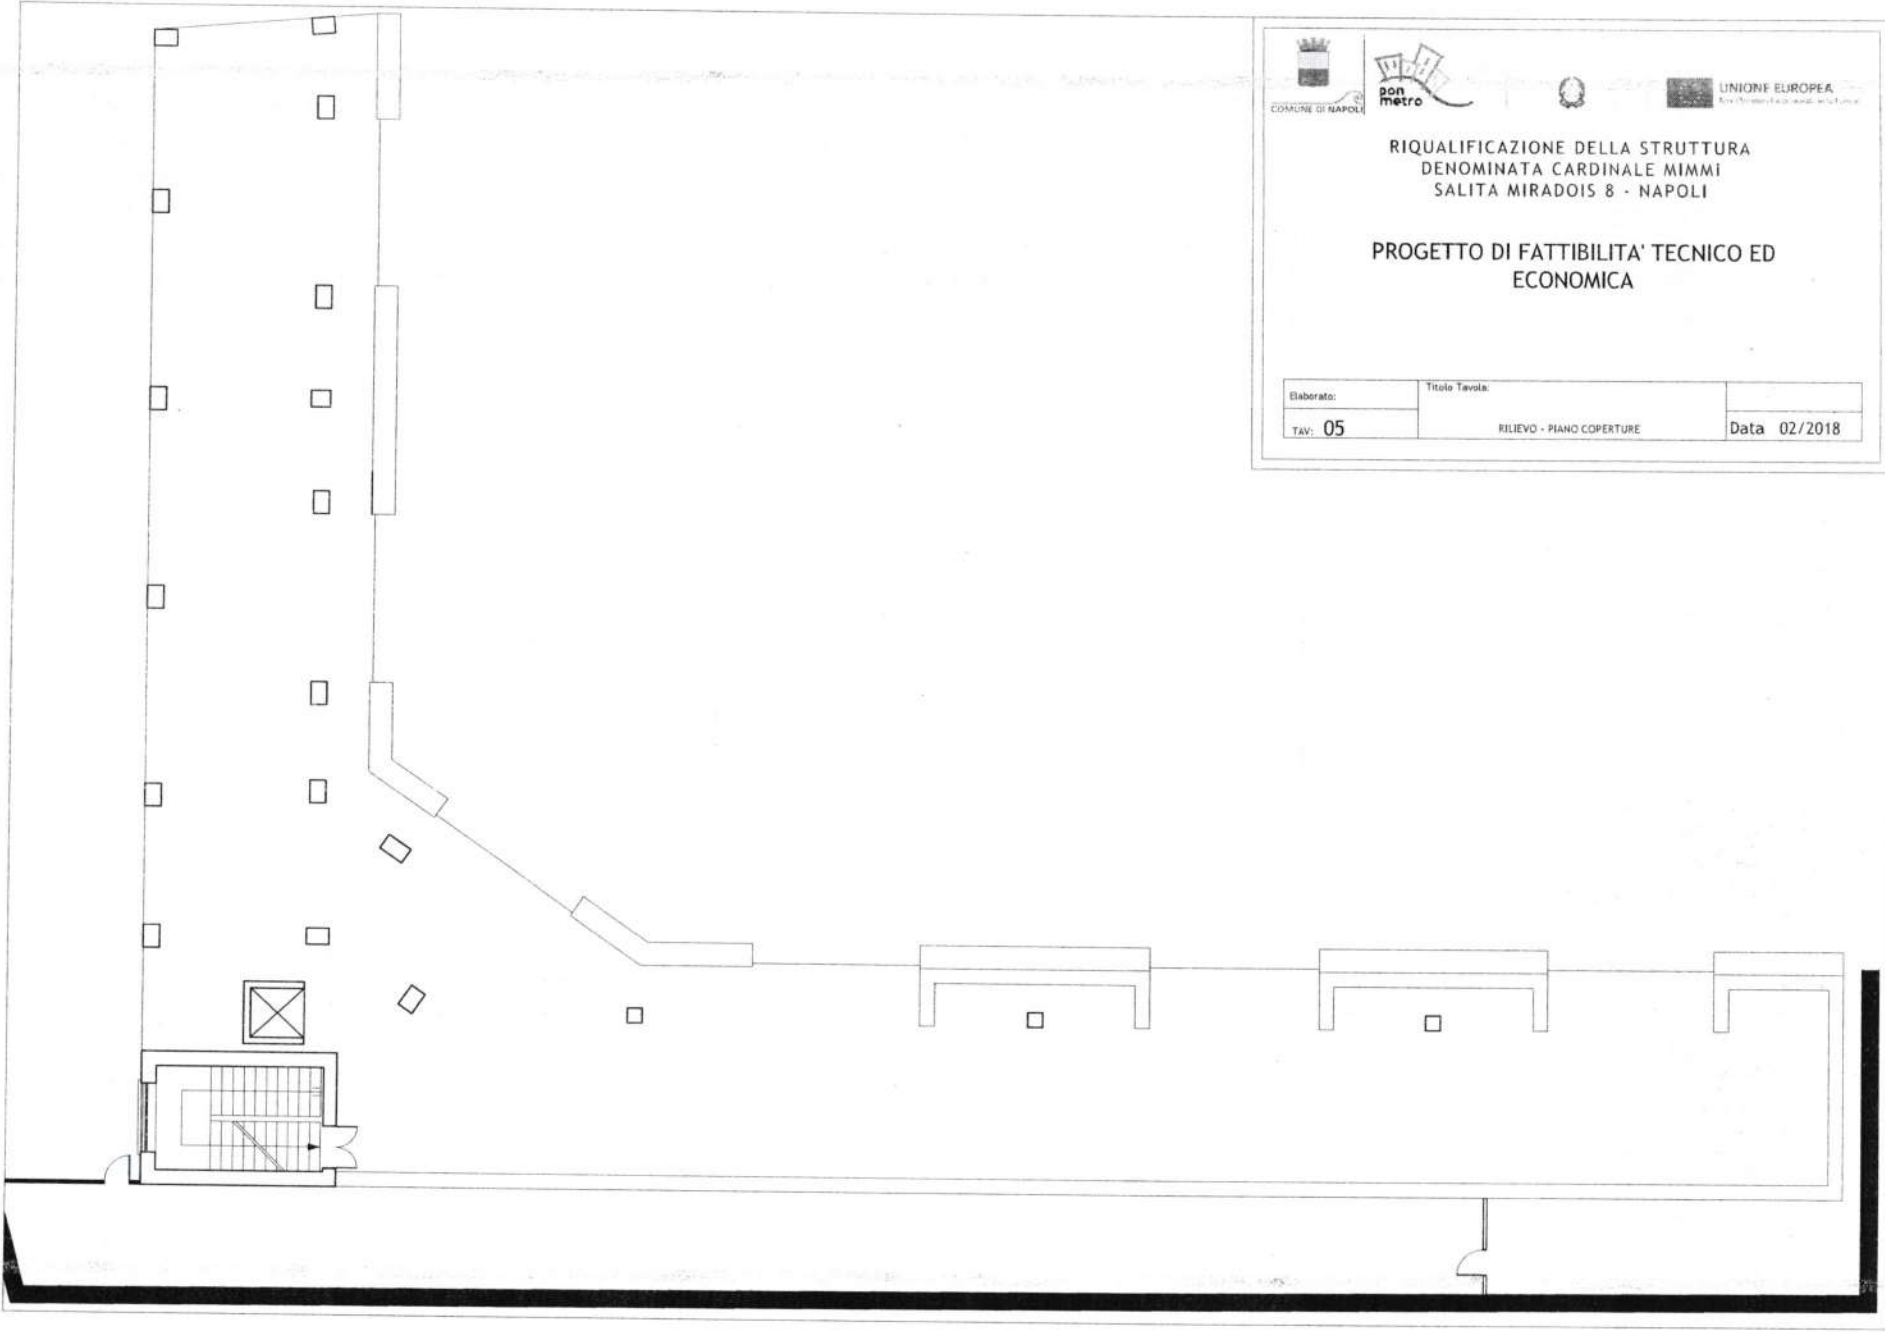 COMUNE DI NAPOLI
pon
metro
UNIONE EUROPEA
RIQUALIFICAZIONE DELLA STRUTTURA
DENOMINATA CARDINALE MIMMI
SALITA MIRADOIS 8 - NAPOLI
PROGETTO DI FATTIBILITA' TECNICO ED
ECONOMICA
Elaborato:
Titolo Tavola:
TAV: 05
RILIEVO - PIANO COPERTURE
Data 02/2018